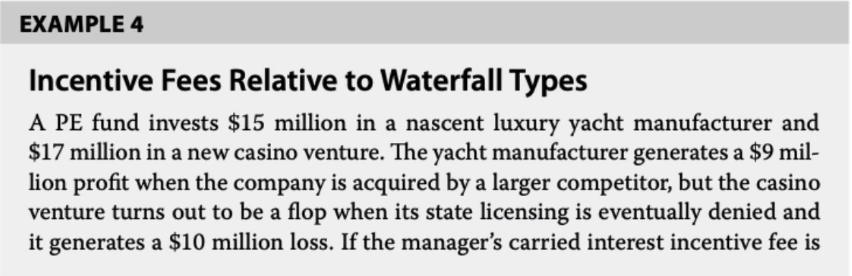 EXAMPLE 4
Incentive Fees Relative to Waterfall Types
A PE fund invests $15 million in a nascent luxury yacht manufacturer and
$17 million in a new casino venture. The yacht manufacturer generates a $9 mil-
lion profit when the company is acquired by a larger competitor, but the casino
venture turns out to be a flop when its state licensing is eventually denied and
it generates a $10 million loss. If the manager’s carried interest incentive fee is